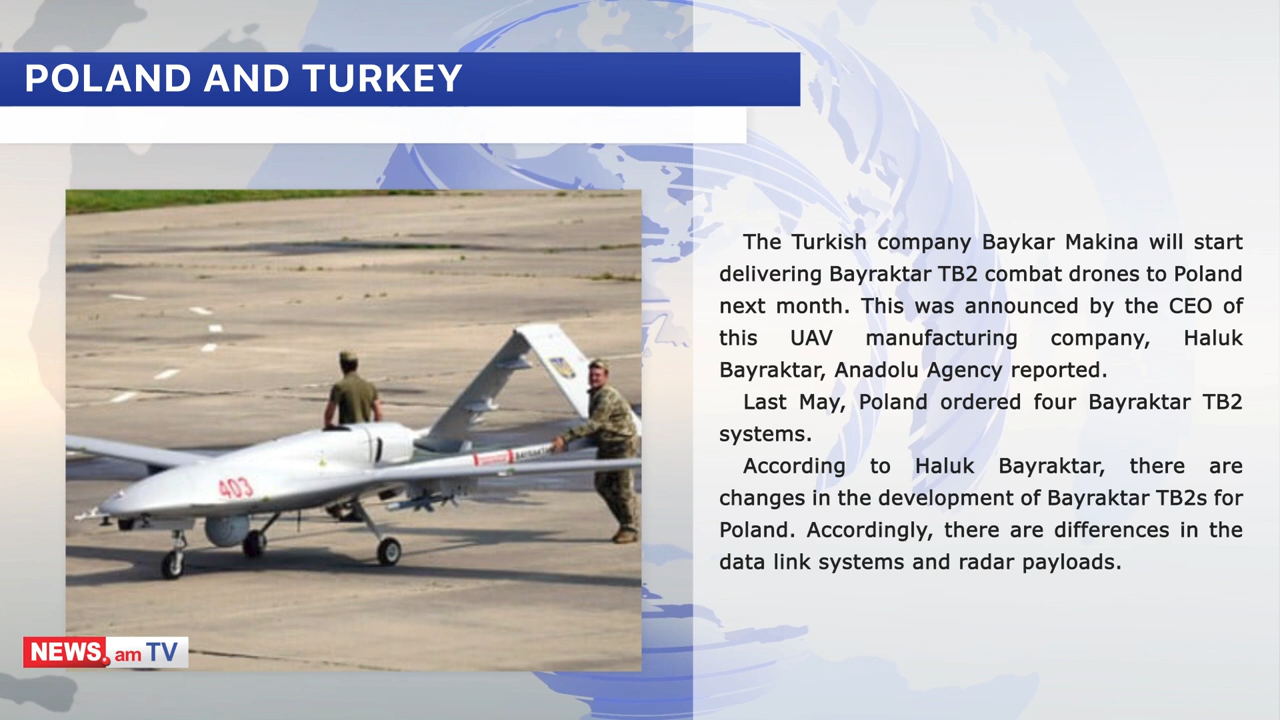 POLAND AND TURKEY
The Turkish company Baykar Makina will start
delivering Bayraktar TB2 combat drones to Poland
next month. This was announced by the CEO of
this UAV manufacturing company, Haluk
Bayraktar, Anadolu Agency reported.
Last May, Poland ordered four Bayraktar TB2
systems.
According to Haluk Bayraktar, there are
changes in the development of Bayraktar TB2s for
Poland. Accordingly, there are differences in the
data link systems and radar payloads.
403
BAYRAKTAR
NEWS.am TV